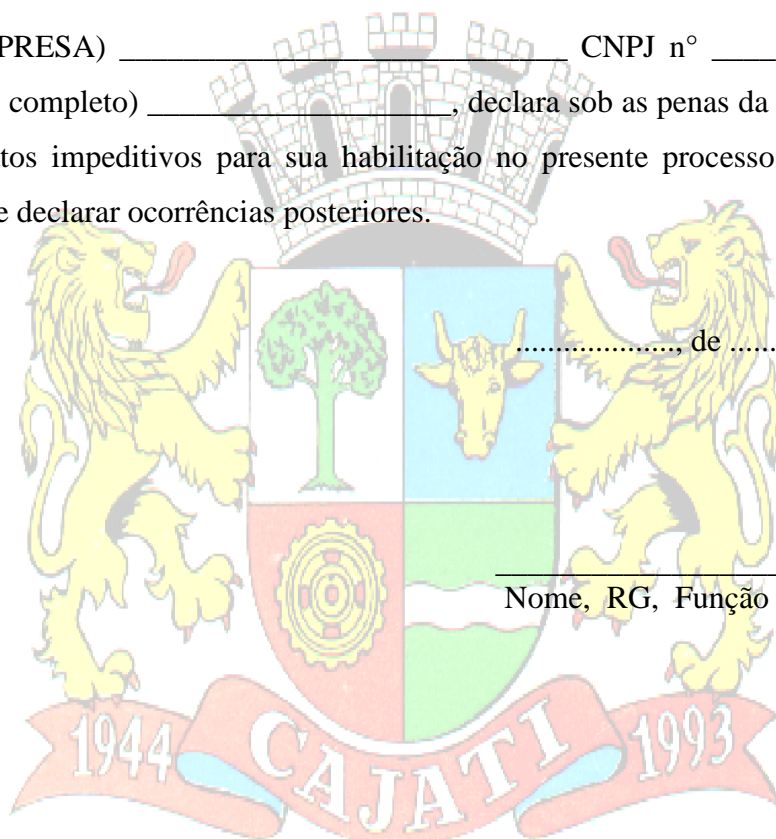 PRESA) ____________________________ CNPJ n° ____
completo) ___________________, declara sob as penas da
tos impeditivos para sua habilitação no presente processo
e declarar ocorrências posteriores.
...................., de ......
__________________
Nome, RG, Função
1944 CAJATI 1993